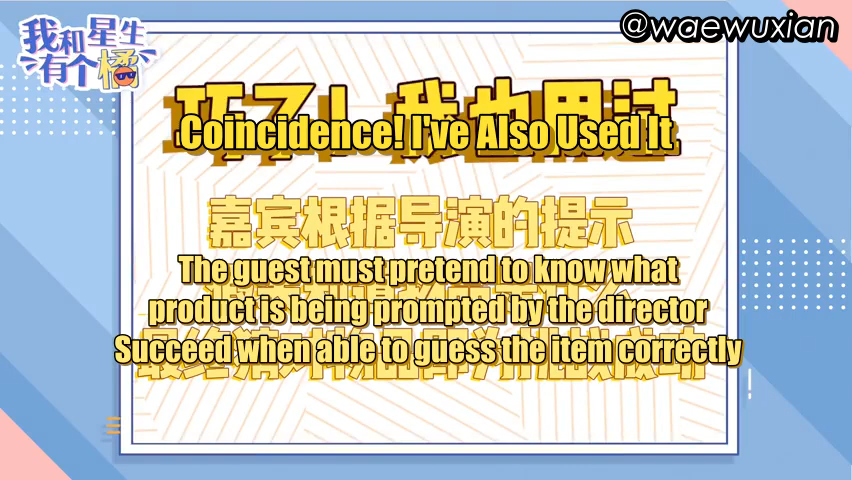 我和星生
有个橘
@waewuxian
巧了! 我也用过
Coincidence! I've Also Used It
嘉宾根据导演的提示
The guest must pretend to know what
product is being prompted by the director
Succeed when able to guess the item correctly